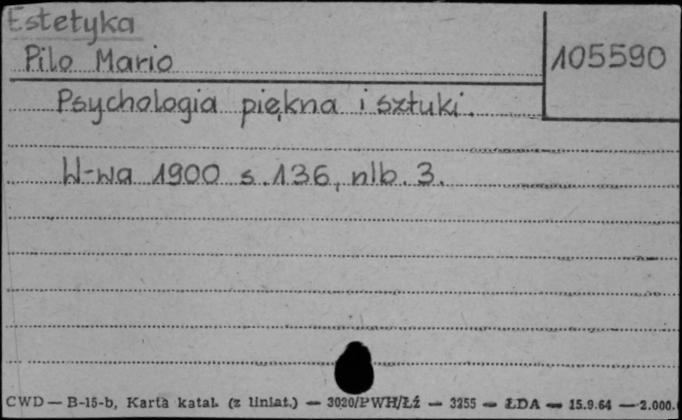 Estetyka
Pilo Mario
105590
Psychologia piękna i sztuki.
W-wa 1900 s. 136, nlb. 3.
CWD — B-15-b, Karta katal. (z liniat.) — 3020/PWH/Łź — 3255 — ŁDA — 15.9.64 — 2.000.